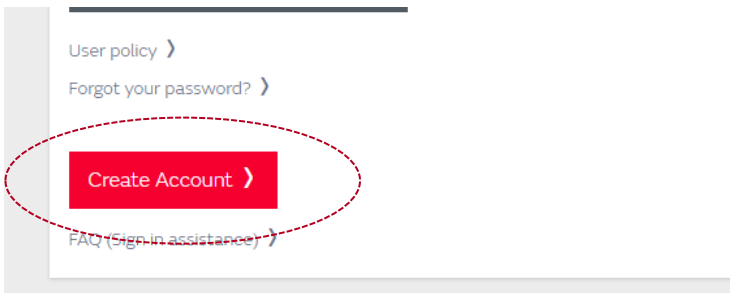 User policy ❯
Forgot your password? ❯
Create Account ❯
FAQ (Sign in assistance) ❯